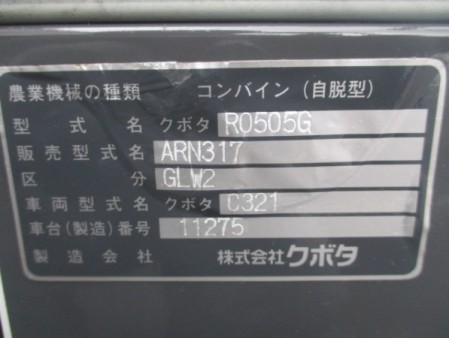 農業機械の種類 コンバイン（自脱型）
型式名 クボタ RO505G
販売型式名 ARN317
区分 GLW2
車両型式名 クボタ C321
車台(製造)番号 11275
製造会社 株式会社クボタ